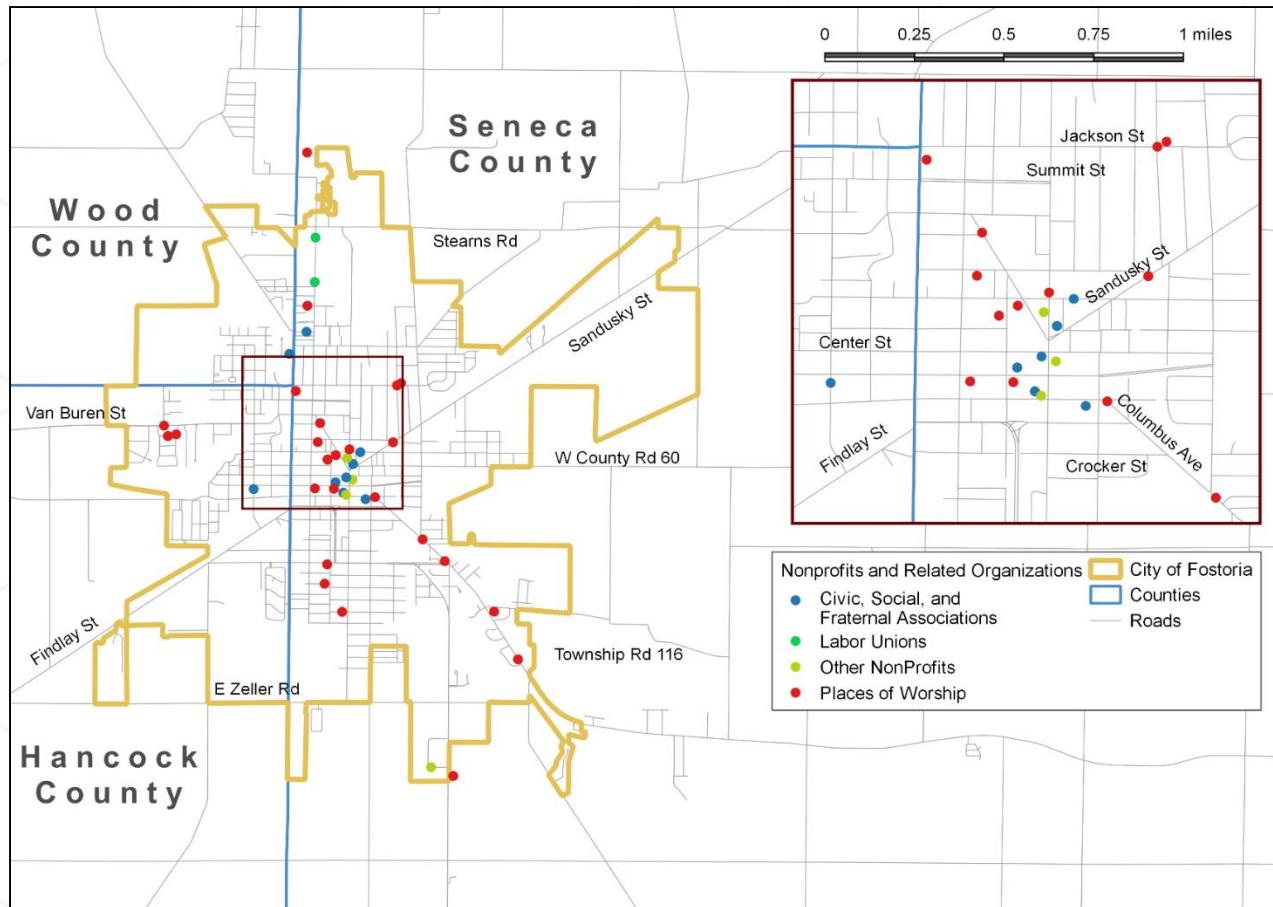 0 0.25 0.5 0.75 1 miles
Seneca
County
Wood
County
Stearns Rd
Sandusky St
Van Buren St
W County Rd 60
Findlay St
Township Rd 116
E Zeller Rd
Hancock
County
Jackson St
Summit St
Sandusky St
Center St
Columbus Ave
Findlay St
Crocker St
Nonprofits and Related Organizations
Civic, Social, and
Fraternal Associations
Labor Unions
Other NonProfits
Places of Worship
City of Fostoria
Counties
Roads